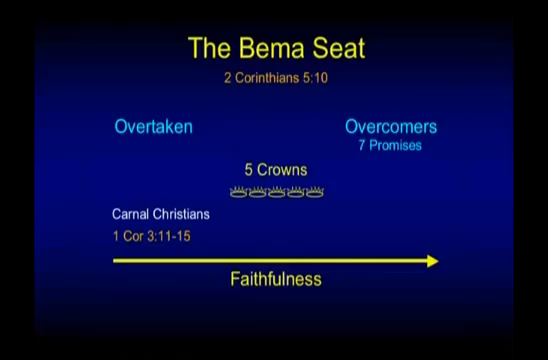 The Bema Seat
2 Corinthians 5:10
Overtaken
Overcomers
7 Promises
5 Crowns
Carnal Christians
1 Cor 3:11-15
Faithfulness